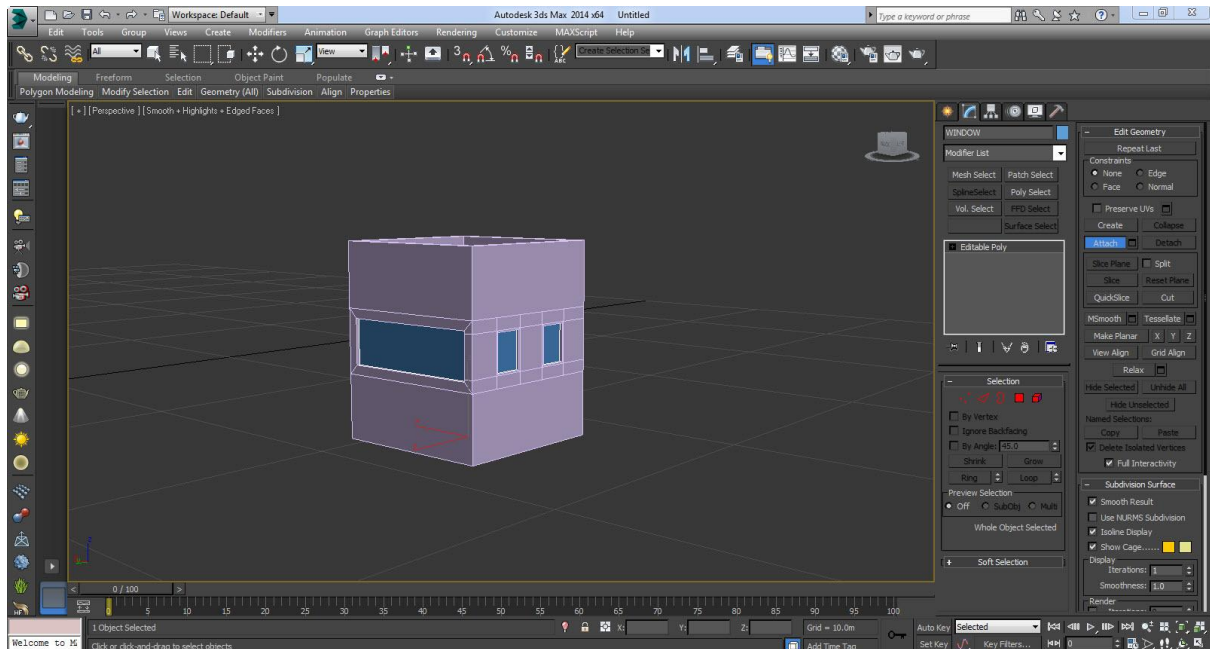 Workspace: Default
Autodesk 3ds Max 2014 x64 Untitled
Type a keyword or phrase
Edit Tools Group Views Create Modifiers Animation Graph Editors Rendering Customize MAXScript Help
All
View
Create Selection Se
Modeling Freeform Selection Object Paint Populate
Polygon Modeling Modify Selection Edit Geometry (All) Subdivision Align Properties
[ + ] [ Perspective ] [ Smooth + Highlights + Edged Faces ]
WINDOW
Modifier List
Mesh Select Patch Select
SplineSelect Poly Select
Vol. Select FFD Select
Surface Select
Editable Poly
Selection
By Vertex
Ignore Backfacing
By Angle: 45.0
Shrink Grow
Ring Loop
Preview Selection
Off SubObj Multi
Whole Object Selected
Soft Selection
Edit Geometry
Repeat Last
Constraints
None Edge
Face Normal
Preserve UVs
Create Collapse
Attach Detach
Slice Plane Split
Slice Reset Plane
QuickSlice Cut
MSmooth Tessellate
Make Planar X Y Z
View Align Grid Align
Relax
Hide Selected Unhide All
Hide Unselected
Named Selections:
Copy Paste
Delete Isolated Vertices
Full Interactivity
Subdivision Surface
Smooth Result
Use NURMS Subdivision
Isoline Display
Show Cage......
Display
Iterations: 1
Smoothness: 1.0
Render
0 / 100
0 5 10 15 20 25 30 35 40 45 50 55 60 65 70 75 80 85 90 95 100
1 Object Selected
X: Y: Z:
Grid = 10.0m
Auto Key Selected
Welcome to M
Click or click-and-drag to select objects
Add Time Tag
Set Key Key Filters...
0